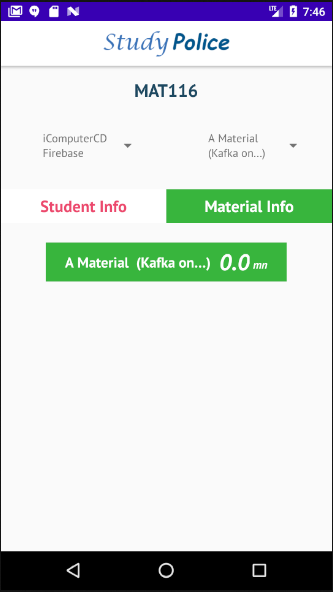 LTE 7:46
Study Police
MAT116
iComputerCD
Firebase
A Material
(Kafka on...)
Student Info
Material Info
A Material (Kafka on...) 0.0 mn